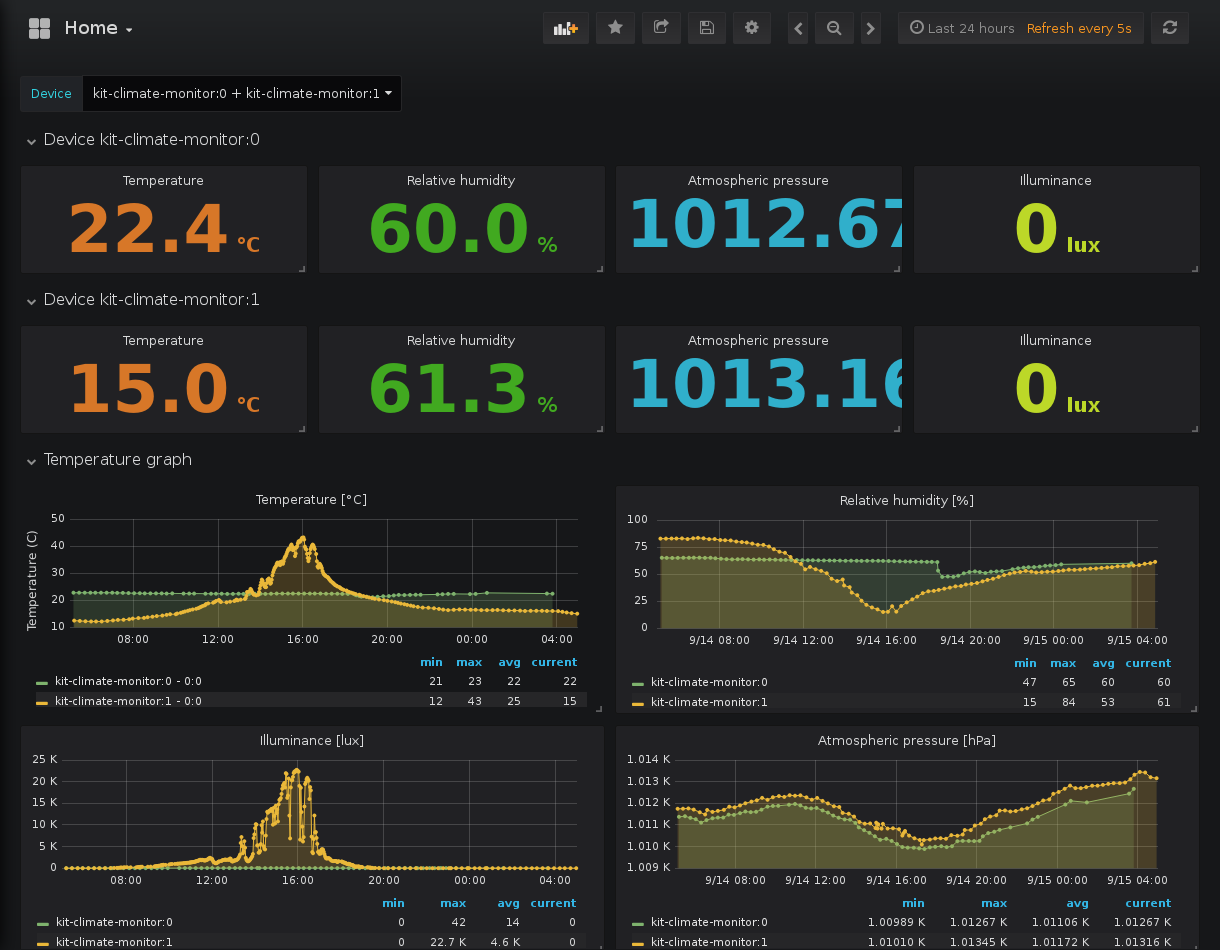 Home
Last 24 hours Refresh every 5s
Device kit-climate-monitor:0 + kit-climate-monitor:1
Device kit-climate-monitor:0
Temperature Relative humidity Atmospheric pressure Illuminance
22.4 °C 60.0 % 1012.67 0 lux
Device kit-climate-monitor:1
Temperature Relative humidity Atmospheric pressure Illuminance
15.0 °C 61.3 % 1013.16 0 lux
Temperature graph
Temperature [°C]
Temperature (C)
50
40
30
20
10
08:00 12:00 16:00 20:00 00:00 04:00
min max avg current
kit-climate-monitor:0 - 0:0 21 23 22 22
kit-climate-monitor:1 - 0:0 12 43 25 15
Relative humidity [%]
100
75
50
25
0
9/14 08:00 9/14 12:00 9/14 16:00 9/14 20:00 9/15 00:00 9/15 04:00
min max avg current
kit-climate-monitor:0 47 65 60 60
kit-climate-monitor:1 15 84 53 61
Illuminance [lux]
25 K
20 K
15 K
10 K
5 K
0
08:00 12:00 16:00 20:00 00:00 04:00
min max avg current
kit-climate-monitor:0 0 42 14 0
kit-climate-monitor:1 0 22.7 K 4.6 K 0
Atmospheric pressure [hPa]
1.014 K
1.013 K
1.012 K
1.011 K
1.010 K
1.009 K
9/14 08:00 9/14 12:00 9/14 16:00 9/14 20:00 9/15 00:00 9/15 04:00
min max avg current
kit-climate-monitor:0 1.00989 K 1.01267 K 1.01106 K 1.01267 K
kit-climate-monitor:1 1.01010 K 1.01345 K 1.01172 K 1.01316 K